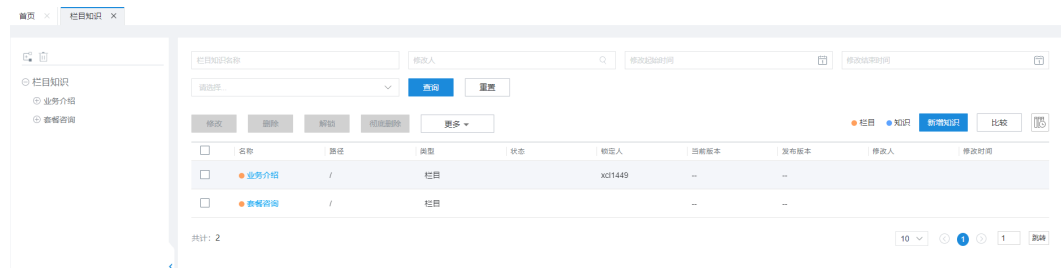 首页 × 栏目知识 ×
栏目知识
业务介绍
套餐咨询
栏目知识名称 修改人 修改起始时间 修改结束时间
请选择... 查询 重置
修改 删除 解锁 彻底删除 更多 栏目 知识 新增知识 比较
名称 路径 类型 状态 锁定人 当前版本 发布版本 修改人 修改时间
业务介绍 / 栏目 xcl1449 -- --
套餐咨询 / 栏目 -- --
共计: 2 10 1 1 跳转